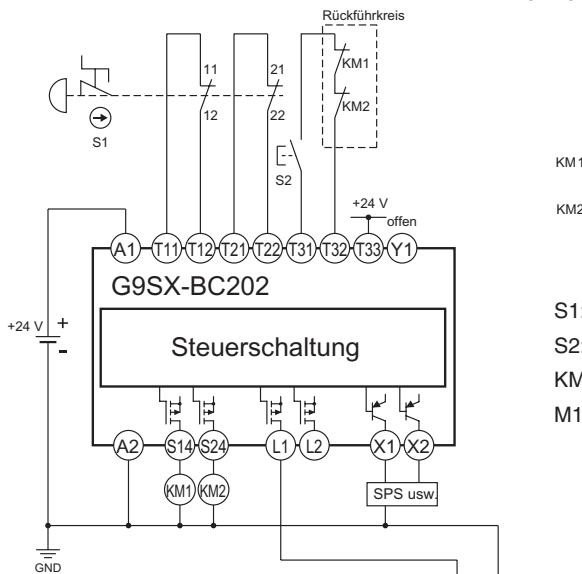 Rückführkreis
11
21
KM1
KM2
12
22
S1
S2
+24 V
offen
A1
T11
T12
T21
T22
T31
T32
T33
Y1
G9SX-BC202
+24 V
+
-
Steuerschaltung
A2
S14
S24
L1
L2
X1
X2
KM1
KM2
SPS usw.
GND
KM1
KM2
S1:
S2:
KM
M1